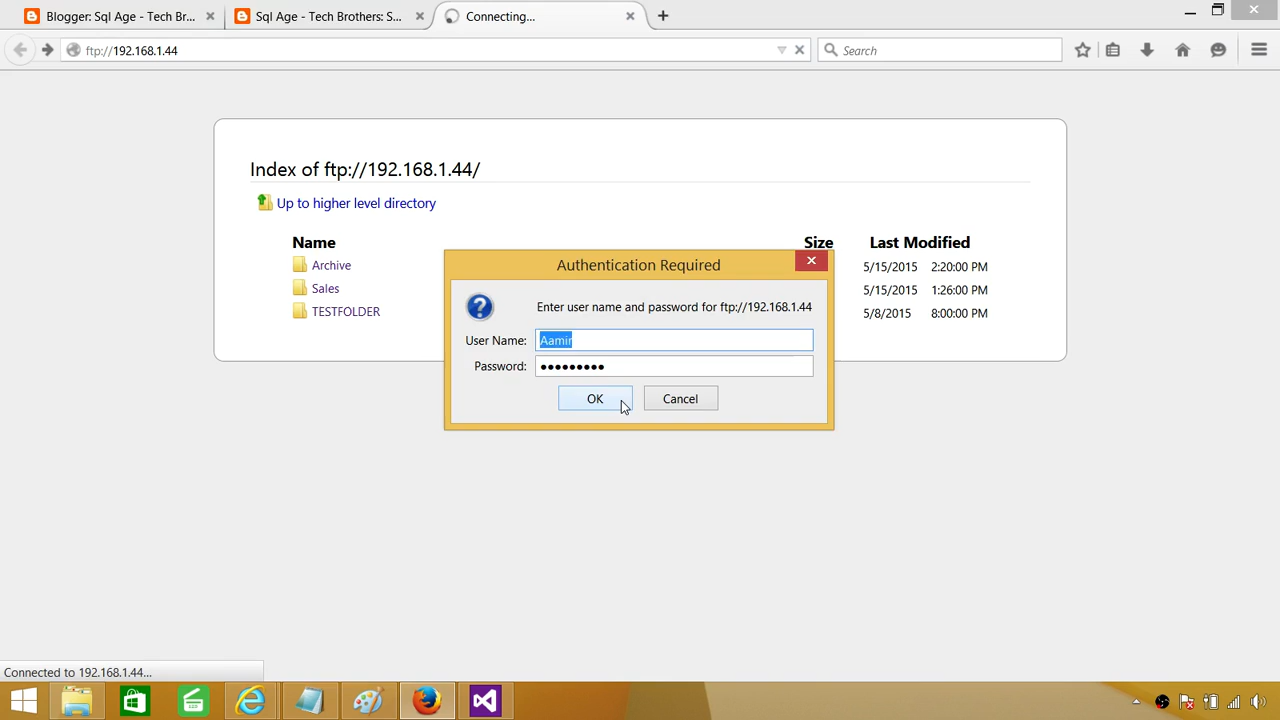 Blogger: Sql Age - Tech Br...
Sql Age - Tech Brothers: S...
Connecting...
ftp://192.168.1.44
Search
Index of ftp://192.168.1.44/
Up to higher level directory
Name
Size
Last Modified
Archive
5/15/2015 2:20:00 PM
Sales
5/15/2015 1:26:00 PM
TESTFOLDER
5/8/2015 8:00:00 PM
Authentication Required
Enter user name and password for ftp://192.168.1.44
User Name: Aamir
Password: •••••••••
OK
Cancel
Connected to 192.168.1.44...